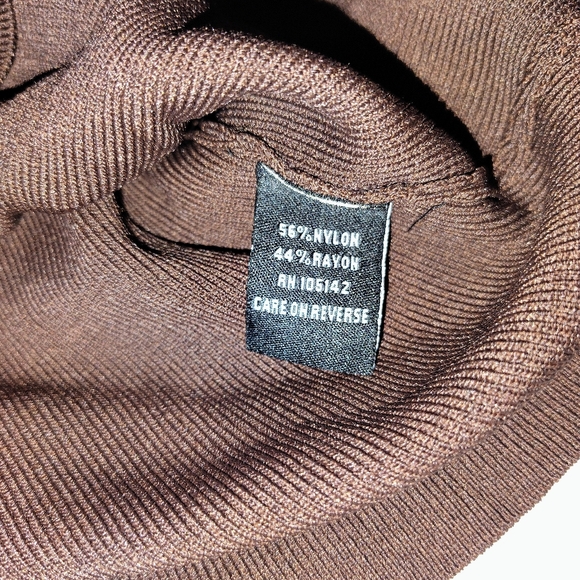 56%NYLON
44%RAYON
RN 105142
CARE ON REVERSE